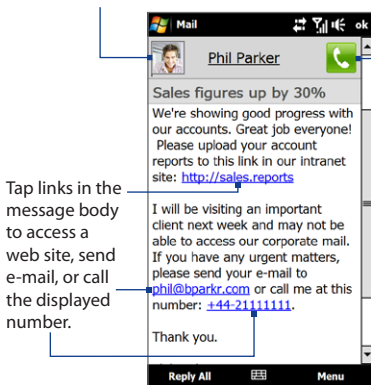 Mail
ok
Phil Parker
Sales figures up by 30%
We're showing good progress with
our accounts. Great job everyone!
Please upload your account
reports to this link in our intranet
site: http://sales.reports
I will be visiting an important
client next week and may not be
able to access our corporate mail.
If you have any urgent matters,
please send your e-mail to
phil@bparkr.com or call me at this
number: +44-21111111.
Thank you.
Reply All
Menu
Tap links in the
message body
to access a
web site, send
e-mail, or call
the displayed
number.